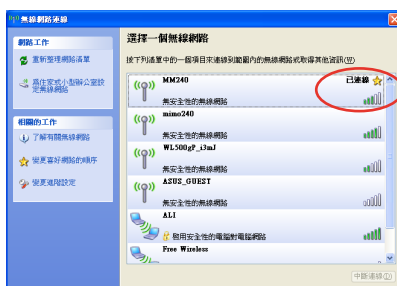 無線網路連線
網路工作
重新整理網路清單
爲住家或小型辦公室設定無線網路
相關的工作
了解有關無線網路
變更喜好網路的順序
變更進階設定
選擇一個無線網路
按下列清單中的一個項目來連線到範圍內的無線網路或取得其他資訊(W)
MM240
已連線
無安全性的無線網路
mimo240
無安全性的無線網路
WL500gP_i3mJ
無安全性的無線網路
ASUS_GUEST
無安全性的無線網路
ALI
啓用安全性的電腦對電腦網路
Free Wireless
中斷連線(D)